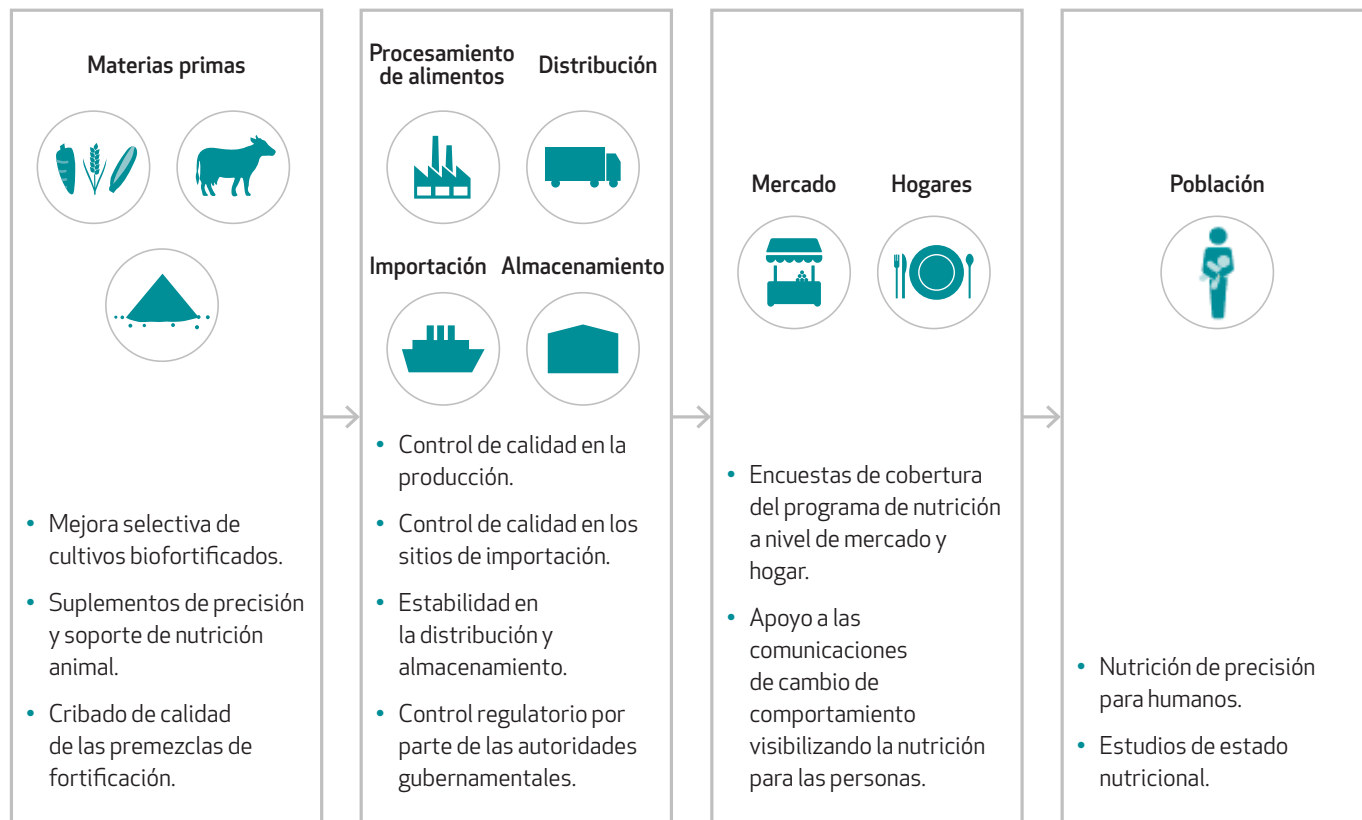 Materias primas
• Mejora selectiva de
cultivos biofortificados.
• Suplementos de precisión
y soporte de nutrición
animal.
• Cribado de calidad
de las premezclas de
fortificación.
Procesamiento
de alimentos
Distribución
Importación
Almacenamiento
• Control de calidad en la
producción.
• Control de calidad en los
sitios de importación.
• Estabilidad en
la distribución y
almacenamiento.
• Control regulatorio por
parte de las autoridades
gubernamentales.
Mercado
Hogares
• Encuestas de cobertura
del programa de nutrición
a nivel de mercado y
hogar.
• Apoyo a las
comunicaciones
de cambio de
comportamiento
visibilizando la nutrición
para las personas.
Población
• Nutrición de precisión
para humanos.
• Estudios de estado
nutricional.